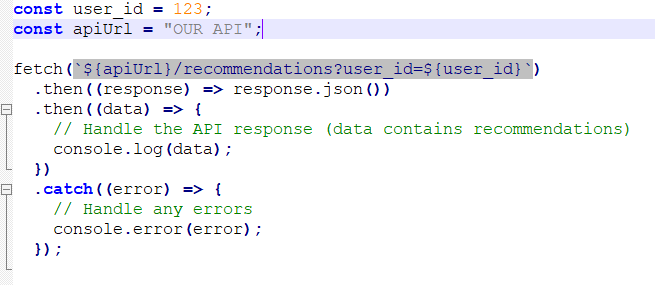 const user_id = 123;
const apiUrl = "OUR API";
fetch(`${apiUrl}/recommendations?user_id=${user_id}`)
  .then((response) => response.json())
  .then((data) => {
    // Handle the API response (data contains recommendations)
    console.log(data);
  })
  .catch((error) => {
    // Handle any errors
    console.error(error);
  });